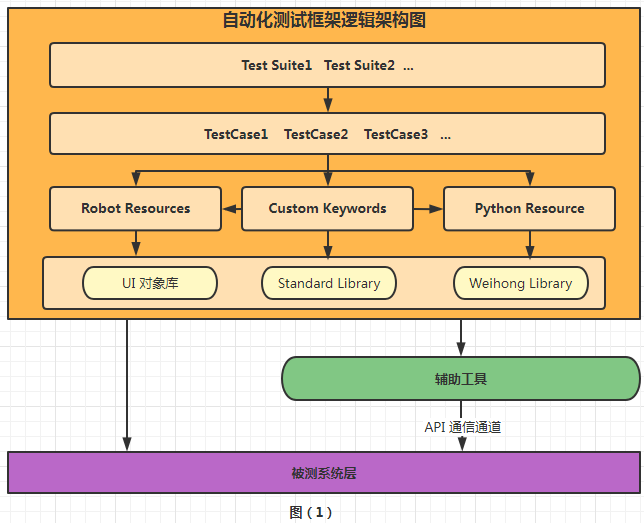 自动化测试框架逻辑架构图
Test Suite1 Test Suite2 ...
TestCase1 TestCase2 TestCase3 ...
Robot Resources Custom Keywords Python Resource
UI 对象库 Standard Library Weihong Library
辅助工具
API 通信通道
被测系统层
图（1）